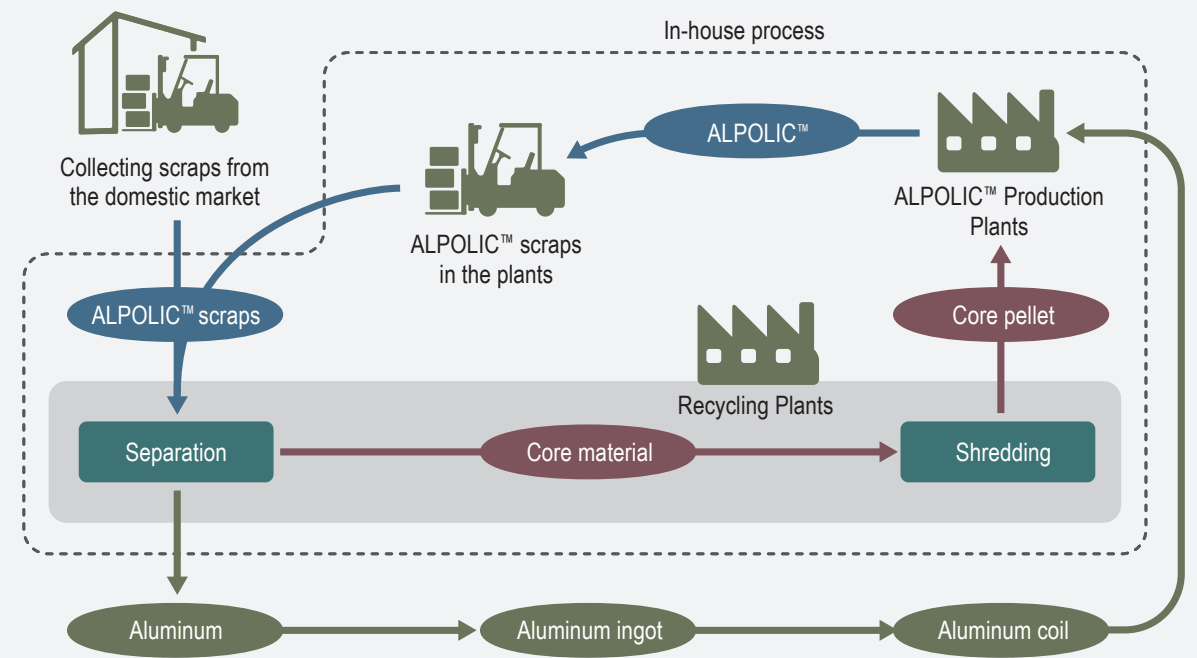 In-house process
Collecting scraps from
the domestic market
ALPOLIC™
ALPOLIC™ scraps
in the plants
ALPOLIC™ Production
Plants
ALPOLIC™ scraps
Core pellet
Recycling Plants
Separation
Core material
Shredding
Aluminum
Aluminum ingot
Aluminum coil